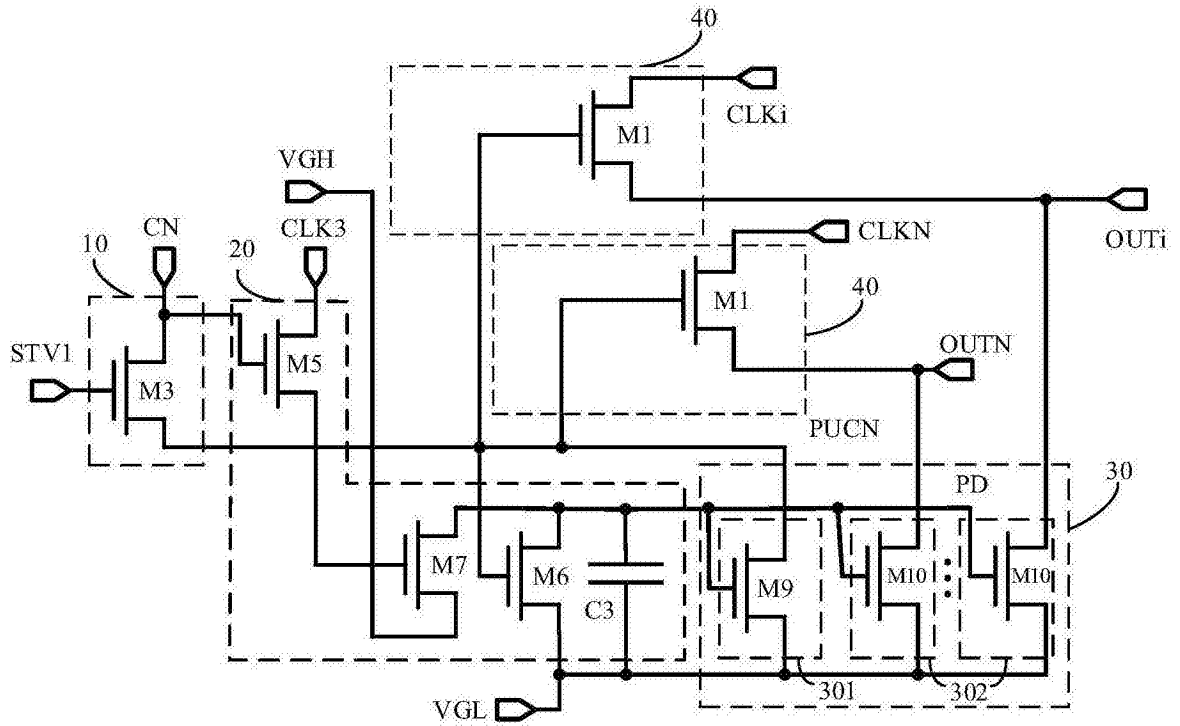 40
CLKi
M1
VGH
OUTi
CN
CLK3
CLKN
10
20
M1
40
STV1
M5
OUTN
M3
PUCN
PD
30
M7
M6
M9
M10
M10
C3
301
302
VGL